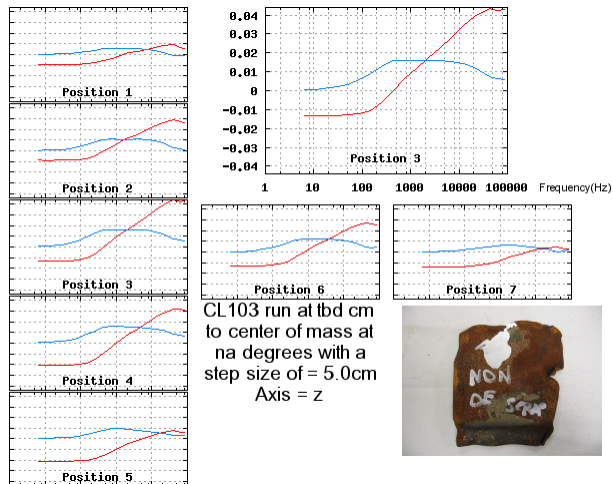 Position 1
Position 2
Position 3
Position 4
Position 5
0.04
0.03
0.02
0.01
0
-0.01
-0.02
-0.03
-0.04
Position 3
1 10 100 1000 10000 100000 Frequency(Hz)
Position 6
Position 7
CL103 run at tbd cm
to center of mass at
na degrees with a
step size of = 5.0cm
Axis = z
NON
DE SCRAP